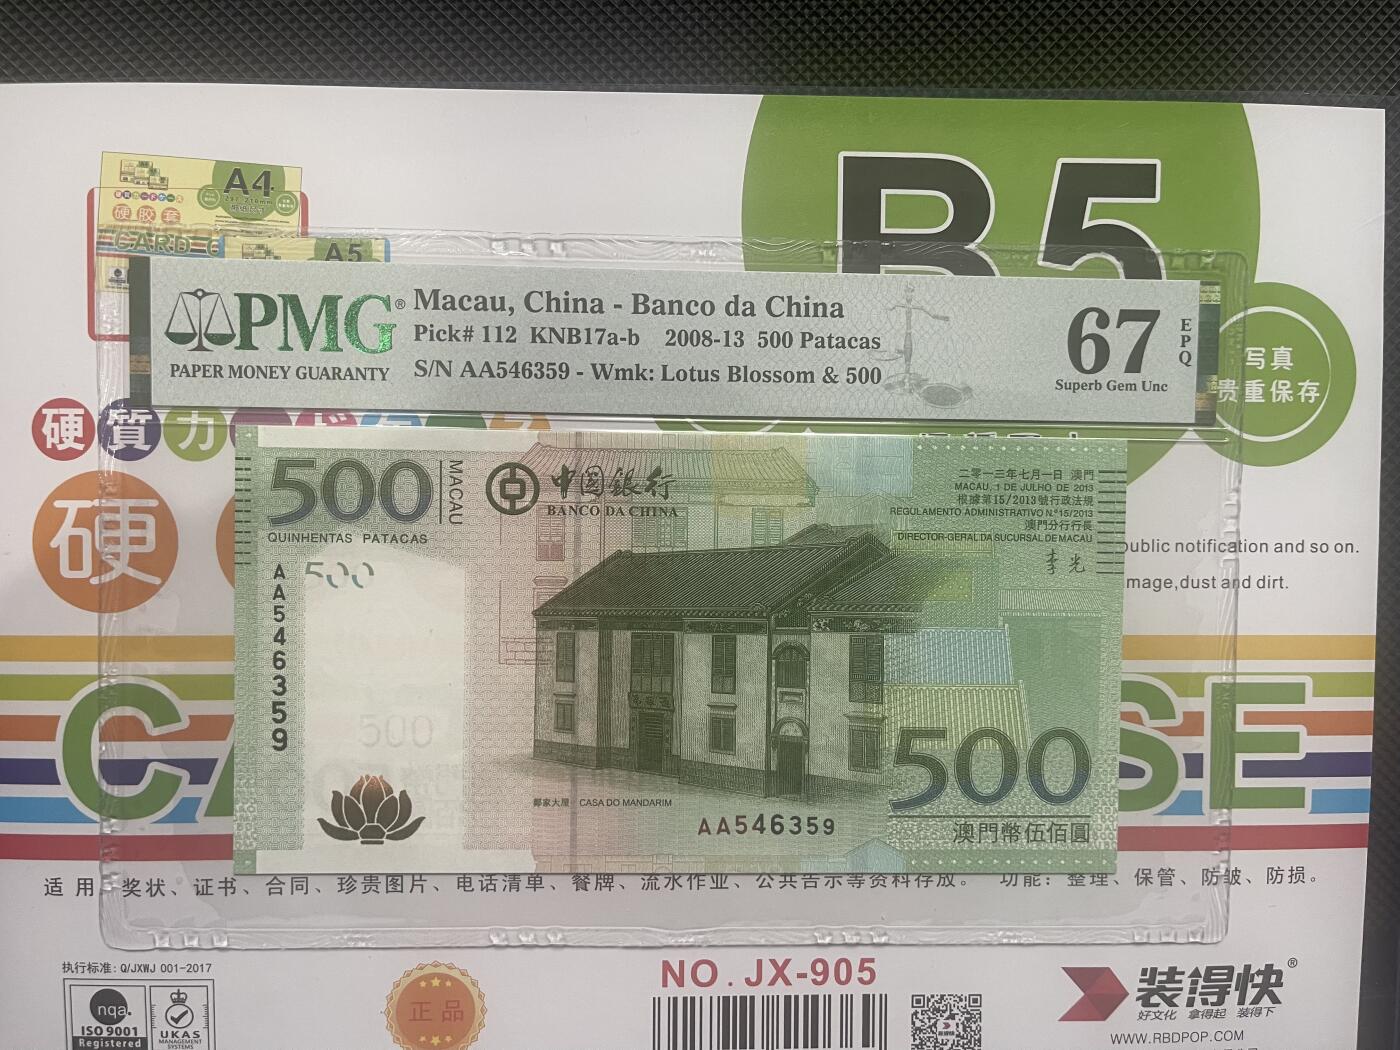 A4
硬胶套
CARD
A5
B5
写真
贵重保存
PMG®
PAPER MONEY GUARANTY
Macau, China - Banco da China
Pick# 112 KNB17a-b 2008-13 500 Patacas
S/N AA546359 - Wmk: Lotus Blossom & 500
67
EPQ
Superb Gem Unc
硬質力
硬
500
MACAU
中國銀行
BANCO DA CHINA
QUINHENTAS PATACAS
二零一三年七月一日 澳門
MACAU, 1 DE JULHO DE 2013
根據第15/2013號行政法規
REGULAMENTO ADMINISTRATIVO N.º 15/2013
澳門分行行長
DIRECTOR-GERAL DA SUCURSAL DE MACAU
AA546359
500
500
鄭家大屋 CASA DO MANDARIM
AA546359
500
澳門幣伍佰圓
public notification and so on.
mage,dust and dirt.
CA SE
适用: 奖状、证书、合同、珍贵图片、电话清单、餐牌、流水作业、公共告示等资料存放。 功能: 整理、保管、防皱、防损。
执行标准: Q/JXWJ 001-2017
nqa.
ISO 9001
Registered
UKAS
MANAGEMENT
SYSTEMS
正品
NO. JX-905
装得快®
好文化 拿得起 装得下
WWW.RBDPOP.COM